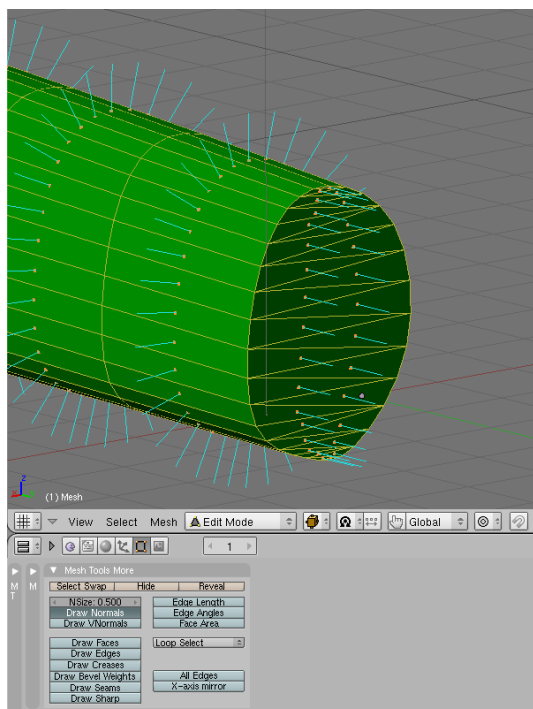 z
(1) Mesh
View Select Mesh Edit Mode Global
1
Mesh Tools More
M
T
M
Select Swap Hide Reveal
NSize: 0.500
Draw Normals
Draw VNormals
Edge Length
Edge Angles
Face Area
Draw Faces
Draw Edges
Draw Creases
Draw Bevel Weights
Draw Seams
Draw Sharp
Loop Select
All Edges
X-axis mirror